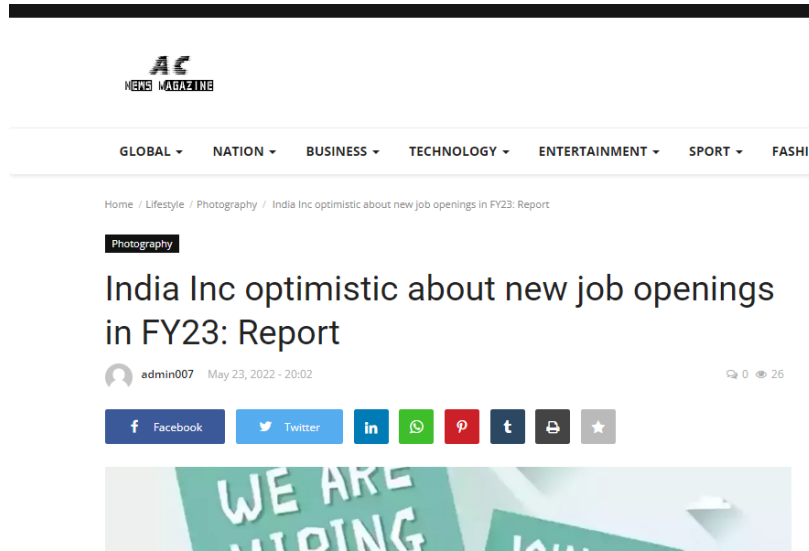 AC
NEWS MAGAZINE
GLOBAL NATION BUSINESS TECHNOLOGY ENTERTAINMENT SPORT
Home / Lifestyle / Photography / India Inc optimistic about new job openings in FY23: Report
Photography
India Inc optimistic about new job openings
in FY23: Report
admin007 May 23, 2022 - 20:02 0 26
f Facebook Twitter in t
WE ARE
HIRING